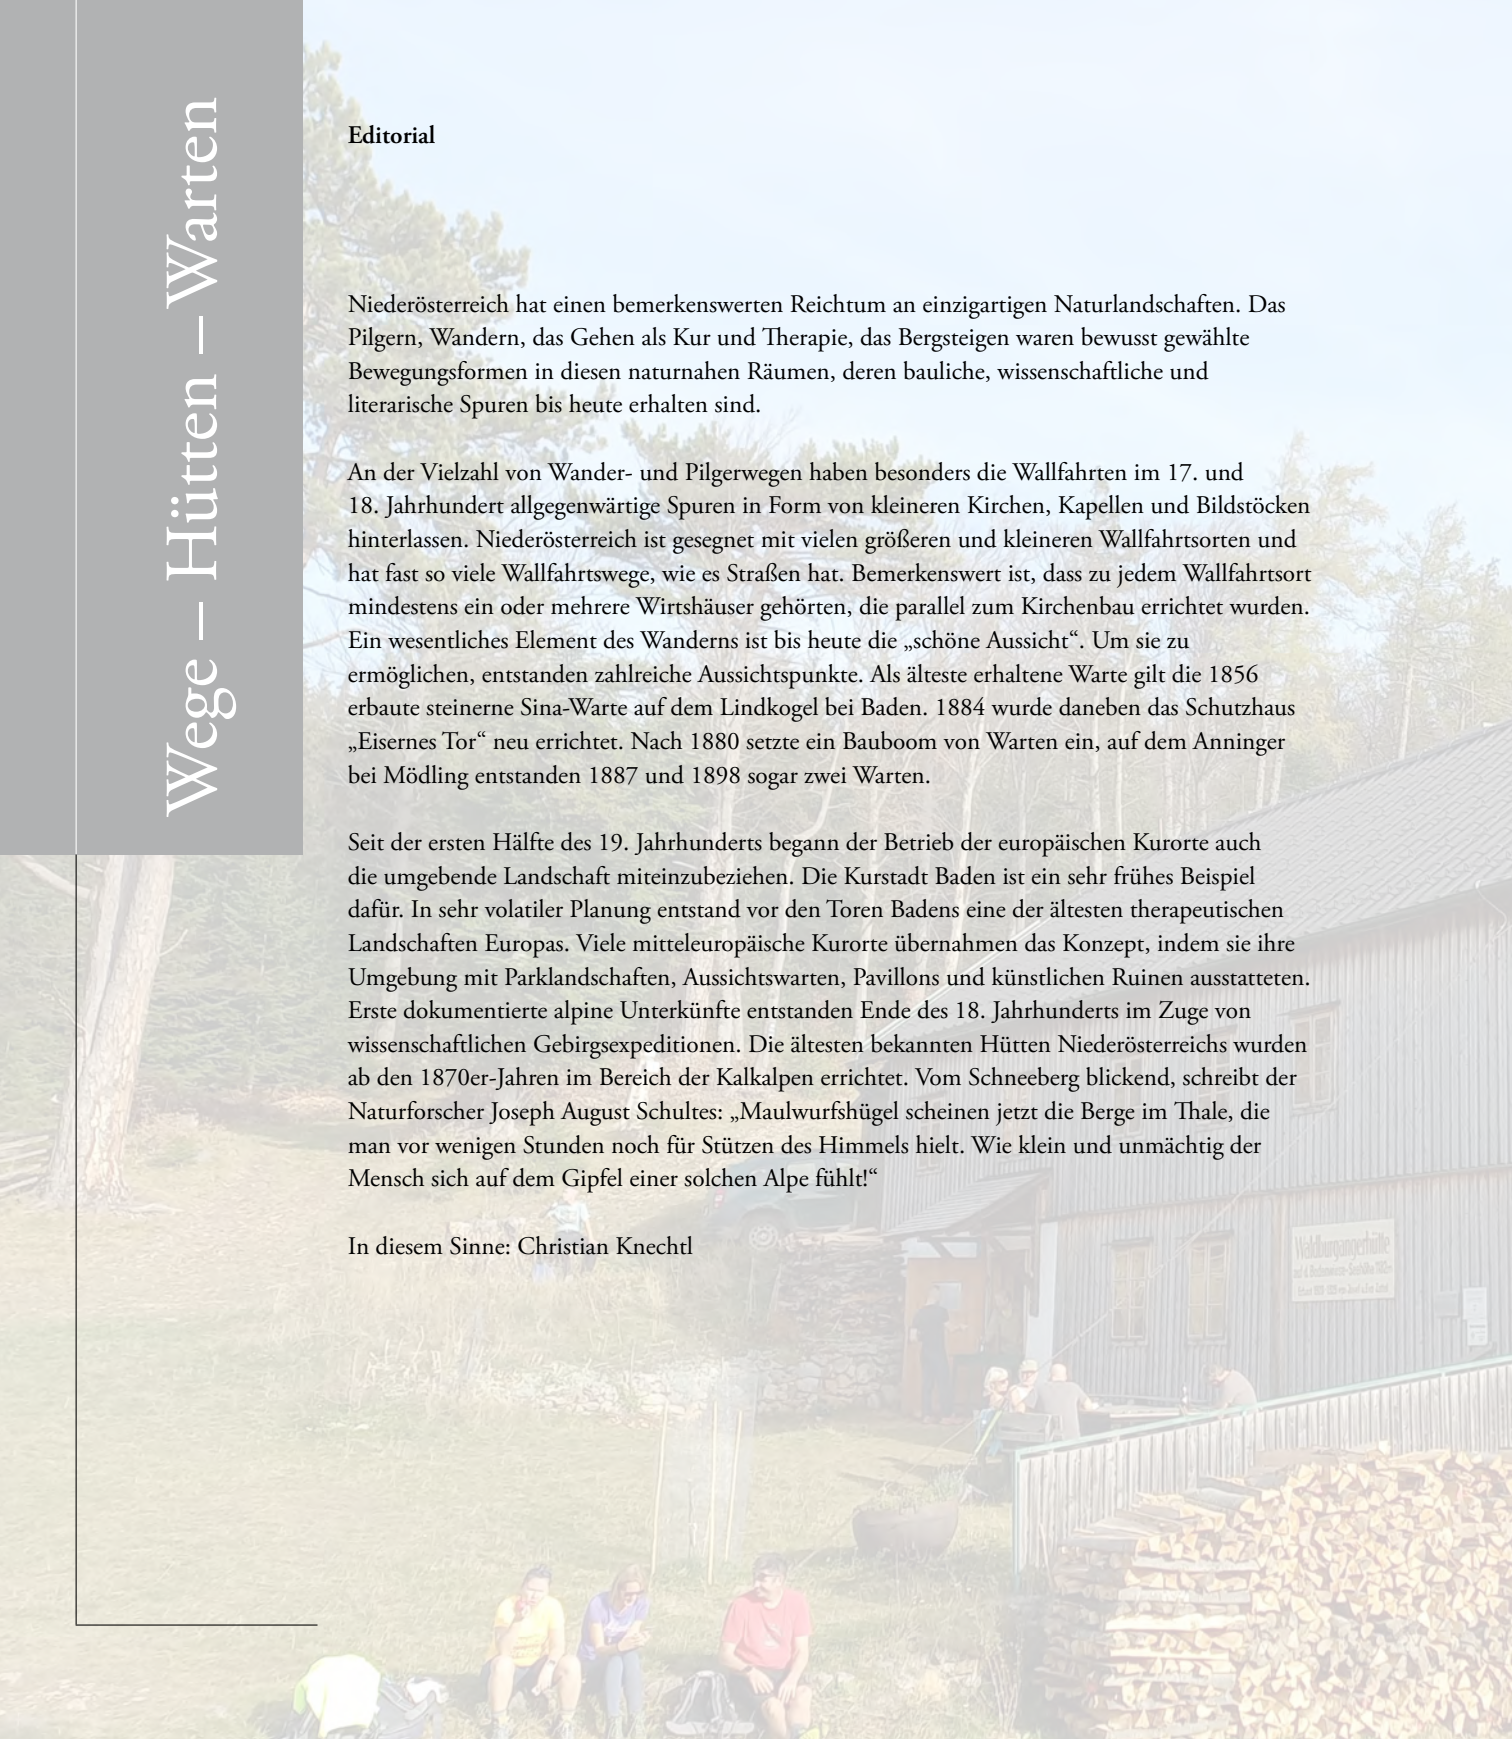 Wege – Hütten – Warten
Editorial
Niederösterreich hat einen bemerkenswerten Reichtum an einzigartigen Naturlandschaften. Das
Pilgern, Wandern, das Gehen als Kur und Therapie, das Bergsteigen waren bewusst gewählte
Bewegungsformen in diesen naturnahen Räumen, deren bauliche, wissenschaftliche und
literarische Spuren bis heute erhalten sind.
An der Vielzahl von Wander- und Pilgerwegen haben besonders die Wallfahrten im 17. und
18. Jahrhundert allgegenwärtige Spuren in Form von kleineren Kirchen, Kapellen und Bildstöcken
hinterlassen. Niederösterreich ist gesegnet mit vielen größeren und kleineren Wallfahrtsorten und
hat fast so viele Wallfahrtswege, wie es Straßen hat. Bemerkenswert ist, dass zu jedem Wallfahrtsort
mindestens ein oder mehrere Wirtshäuser gehörten, die parallel zum Kirchenbau errichtet wurden.
Ein wesentliches Element des Wanderns ist bis heute die „schöne Aussicht“. Um sie zu
ermöglichen, entstanden zahlreiche Aussichtspunkte. Als älteste erhaltene Warte gilt die 1856
erbaute steinerne Sina-Warte auf dem Lindkogel bei Baden. 1884 wurde daneben das Schutzhaus
„Eisernes Tor“ neu errichtet. Nach 1880 setzte ein Bauboom von Warten ein, auf dem Anninger
bei Mödling entstanden 1887 und 1898 sogar zwei Warten.
Seit der ersten Hälfte des 19. Jahrhunderts begann der Betrieb der europäischen Kurorte auch
die umgebende Landschaft miteinzubeziehen. Die Kurstadt Baden ist ein sehr frühes Beispiel
dafür. In sehr volatiler Planung entstand vor den Toren Badens eine der ältesten therapeutischen
Landschaften Europas. Viele mitteleuropäische Kurorte übernahmen das Konzept, indem sie ihre
Umgebung mit Parklandschaften, Aussichtswarten, Pavillons und künstlichen Ruinen ausstatteten.
Erste dokumentierte alpine Unterkünfte entstanden Ende des 18. Jahrhunderts im Zuge von
wissenschaftlichen Gebirgsexpeditionen. Die ältesten bekannten Hütten Niederösterreichs wurden
ab den 1870er-Jahren im Bereich der Kalkalpen errichtet. Vom Schneeberg blickend, schreibt der
Naturforscher Joseph August Schultes: „Maulwurfshügel scheinen jetzt die Berge im Thale, die
man vor wenigen Stunden noch für Stützen des Himmels hielt. Wie klein und unmächtig der
Mensch sich auf dem Gipfel einer solchen Alpe fühlt!“
In diesem Sinne: Christian Knechtl
Waldburgangerhütte